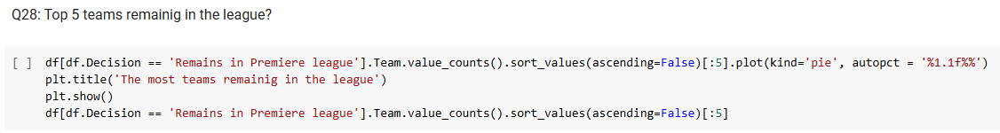 Q28: Top 5 teams remainig in the league?
[ ] df[df.Decision == 'Remains in Premiere league'].Team.value_counts().sort_values(ascending=False)[:5].plot(kind='pie', autopct = '%1.1f%%')
plt.title('The most teams remainig in the league')
plt.show()
df[df.Decision == 'Remains in Premiere league'].Team.value_counts().sort_values(ascending=False)[:5]